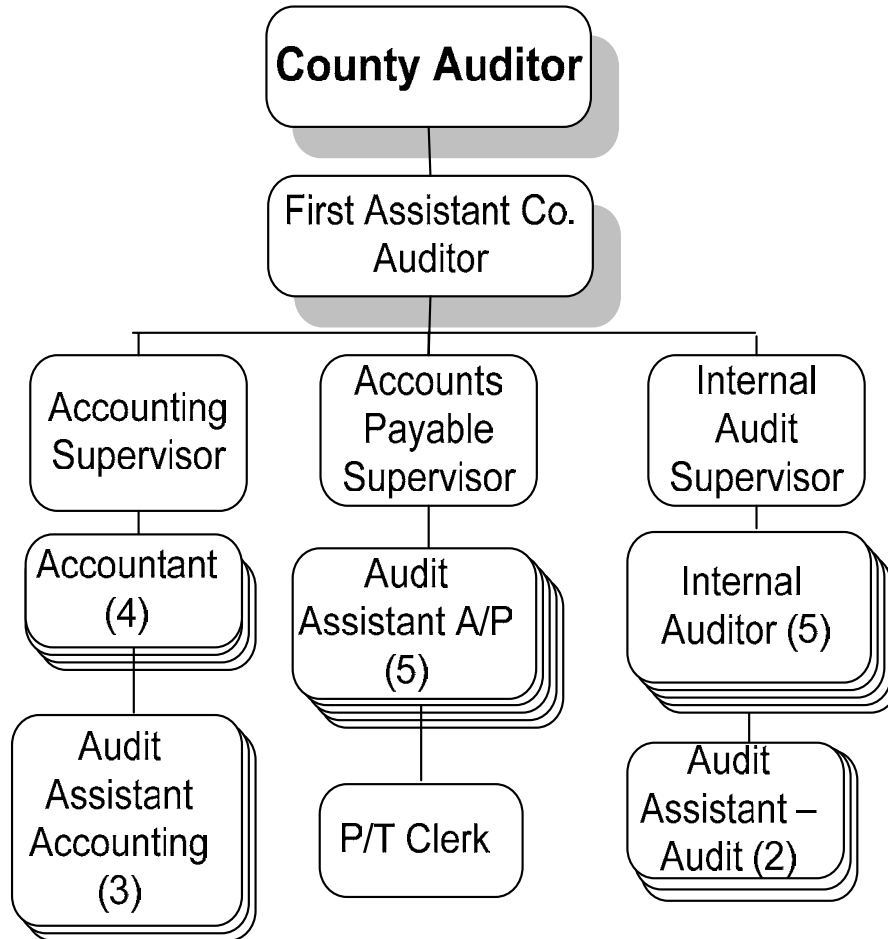 County Auditor
First Assistant Co.
Auditor
Accounting
Supervisor
Accounts
Payable
Supervisor
Internal
Audit
Supervisor
Accountant
(4)
Audit
Assistant A/P
(5)
Internal
Auditor (5)
Audit
Assistant
Accounting
(3)
P/T Clerk
Audit
Assistant –
Audit (2)